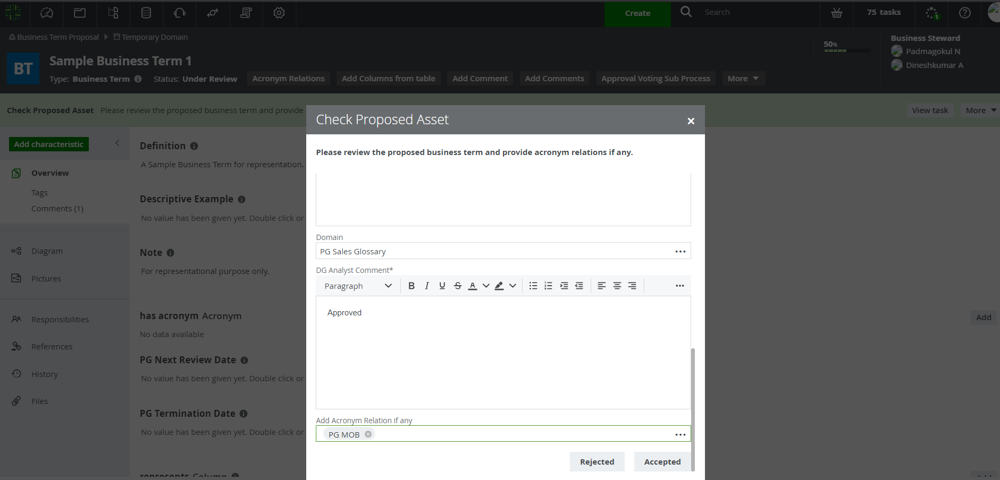 Create
Search
75 tasks
1
Business Term Proposal
Temporary Domain
50%
Business Steward
Padmagokul N
Dineshkumar A
BT
Sample Business Term 1
Type: Business Term
Status: Under Review
Acronym Relations
Add Columns from table
Add Comment
Add Comments
Approval Voting Sub Process
More
Check Proposed Asset
Please review the proposed business term and provide
View task
More
Add characteristic
Overview
Tags
Comments (1)
Diagram
Pictures
Responsibilities
References
History
Files
Definition
A Sample Business Term for representation.
Descriptive Example
No value has been given yet. Double click or
Note
For representational purpose only.
has acronym Acronym
Add
No data available
PG Next Review Date
No value has been given yet. Double click or
PG Termination Date
No value has been given yet. Double click or
represents Column
Check Proposed Asset
Please review the proposed business term and provide acronym relations if any.
Domain
PG Sales Glossary
DG Analyst Comment*
Paragraph
B I U S A
Approved
Add Acronym Relation if any
PG MOB
Rejected
Accepted